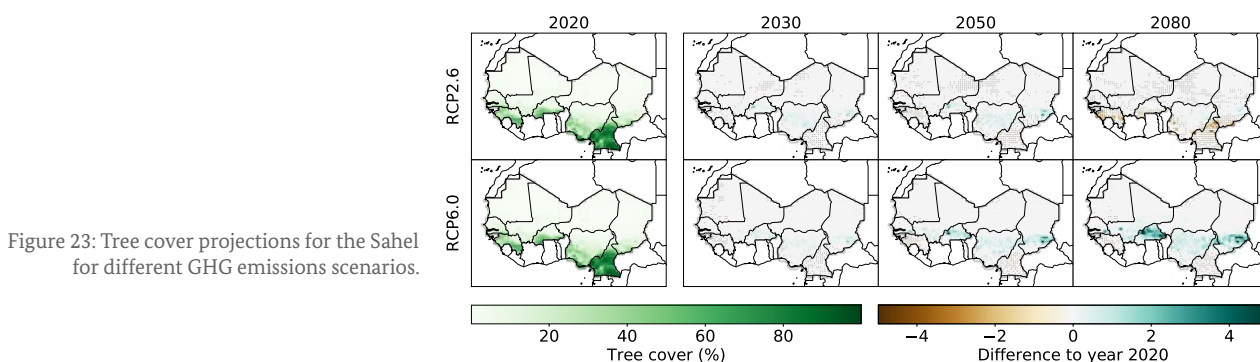 2020 2030 2050 2080
RCP2.6
RCP6.0
Figure 23: Tree cover projections for the Sahel
for different GHG emissions scenarios.
20 40 60 80
Tree cover (%)
−4 −2 0 2 4
Difference to year 2020